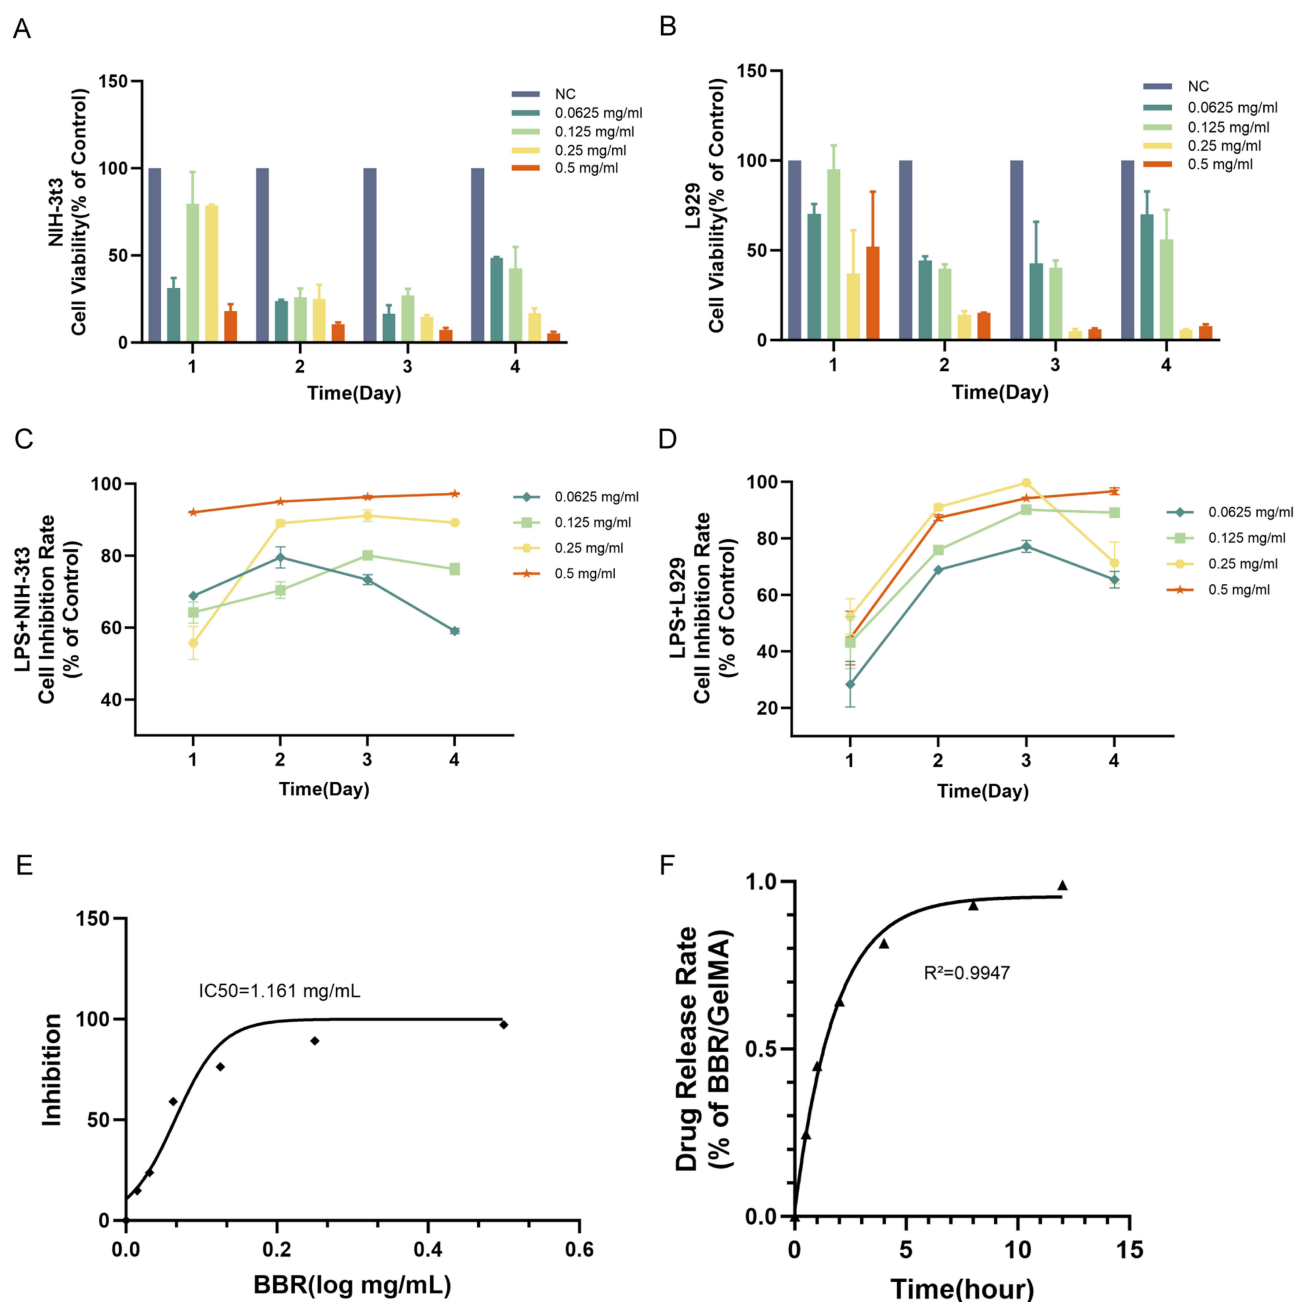 A
NIH-3t3
Cell Viability(% of Control)
150
100
50
0
NC
0.0625 mg/ml
0.125 mg/ml
0.25 mg/ml
0.5 mg/ml
1 2 3 4
Time(Day)
B
L929
Cell Viability(% of Control)
150
100
50
0
NC
0.0625 mg/ml
0.125 mg/ml
0.25 mg/ml
0.5 mg/ml
1 2 3 4
Time(Day)
C
LPS+NIH-3t3
Cell Inhibition Rate
(% of Control)
100
80
60
40
0.0625 mg/ml
0.125 mg/ml
0.25 mg/ml
0.5 mg/ml
1 2 3 4
Time(Day)
D
LPS+L929
Cell Inhibition Rate
(% of Control)
100
80
60
40
20
0.0625 mg/ml
0.125 mg/ml
0.25 mg/ml
0.5 mg/ml
1 2 3 4
Time(Day)
E
Inhibition
150
100
50
0
IC50=1.161 mg/mL
0.0 0.2 0.4 0.6
BBR(log mg/mL)
F
Drug Release Rate
(% of BBR/GelMA)
1.0
0.5
0.0
R²=0.9947
0 5 10 15
Time(hour)